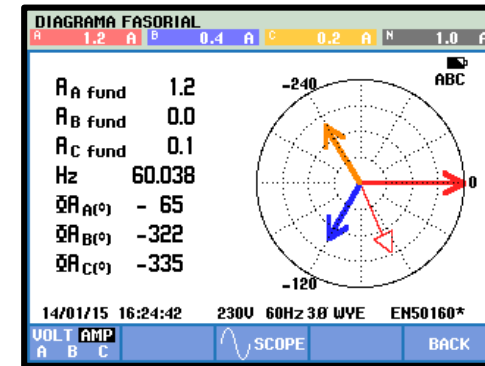 DIAGRAMA FASORIAL
A 1.2 A B 0.4 A C 0.2 A N 1.0 A
ABC
A A fund 1.2
A B fund 0.0
A C fund 0.1
Hz 60.038
ΦA A(°) - 65
ΦA B(°) -322
ΦA C(°) -335
-240
0
-120
14/01/15 16:24:42 230V 60Hz 3Ø WYE EN50160*
VOLT AMP
A B C
SCOPE
BACK